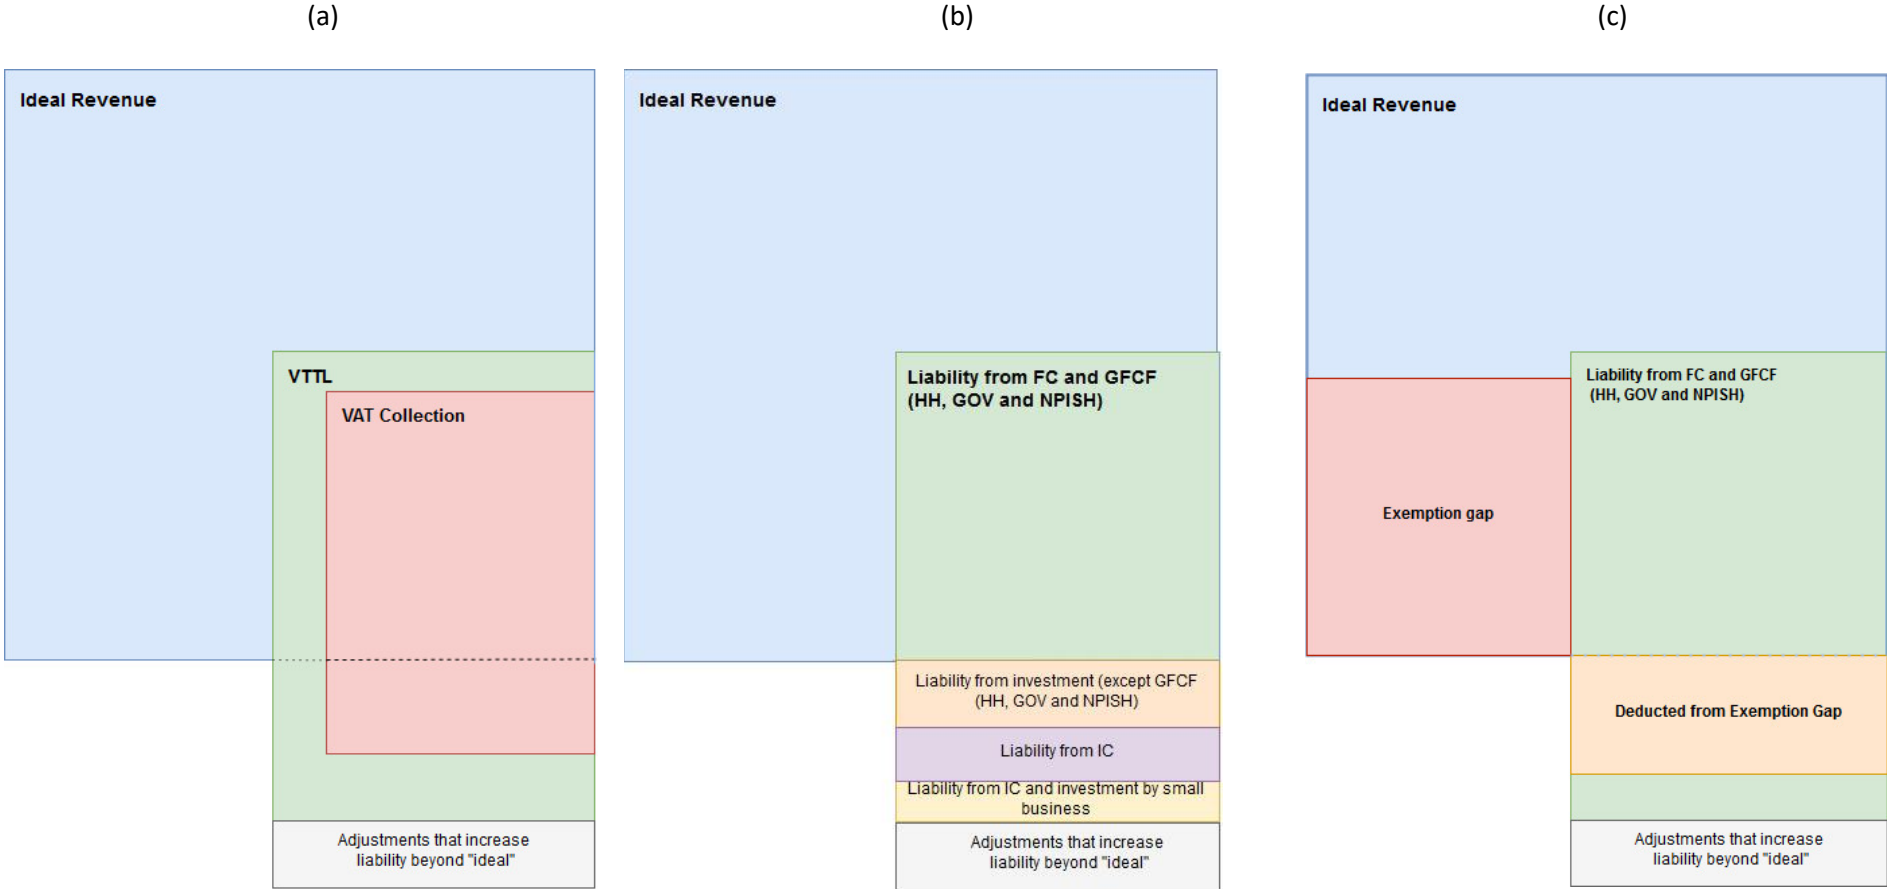 (a)
Ideal Revenue
VTTL
VAT Collection
Adjustments that increase
liability beyond "ideal"
(b)
Ideal Revenue
Liability from FC and GFCF
(HH, GOV and NPISH)
Liability from investment (except GFCF
(HH, GOV and NPISH)
Liability from IC
Liability from IC and investment by small
business
Adjustments that increase
liability beyond "ideal"
(c)
Ideal Revenue
Liability from FC and GFCF
(HH, GOV and NPISH)
Exemption gap
Deducted from Exemption Gap
Adjustments that increase
liability beyond "ideal"